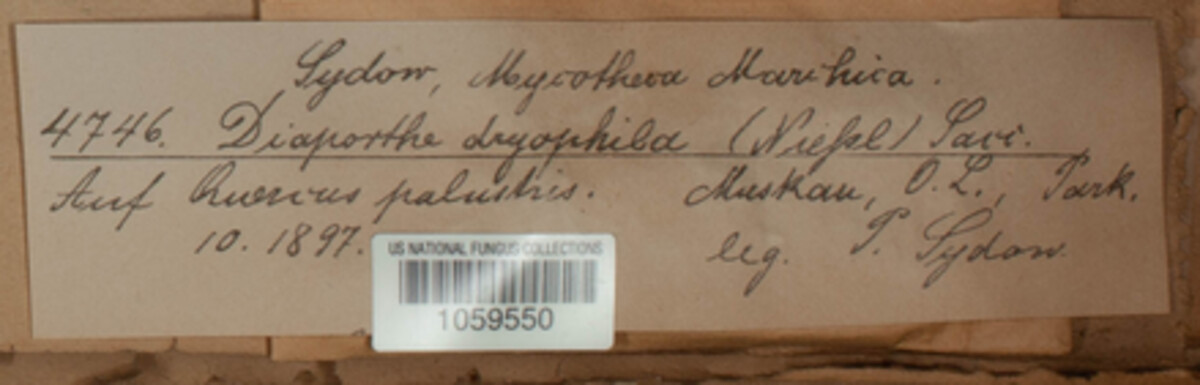 Sydow, Mycotheca Marchica.
4746. Diaporthe dryophila (Nießl) Sacc.
Auf Quercus palustris. Muskau, O. L., Park.
10. 1897. leg. P. Sydow.
US NATIONAL FUNGUS COLLECTIONS
1059550